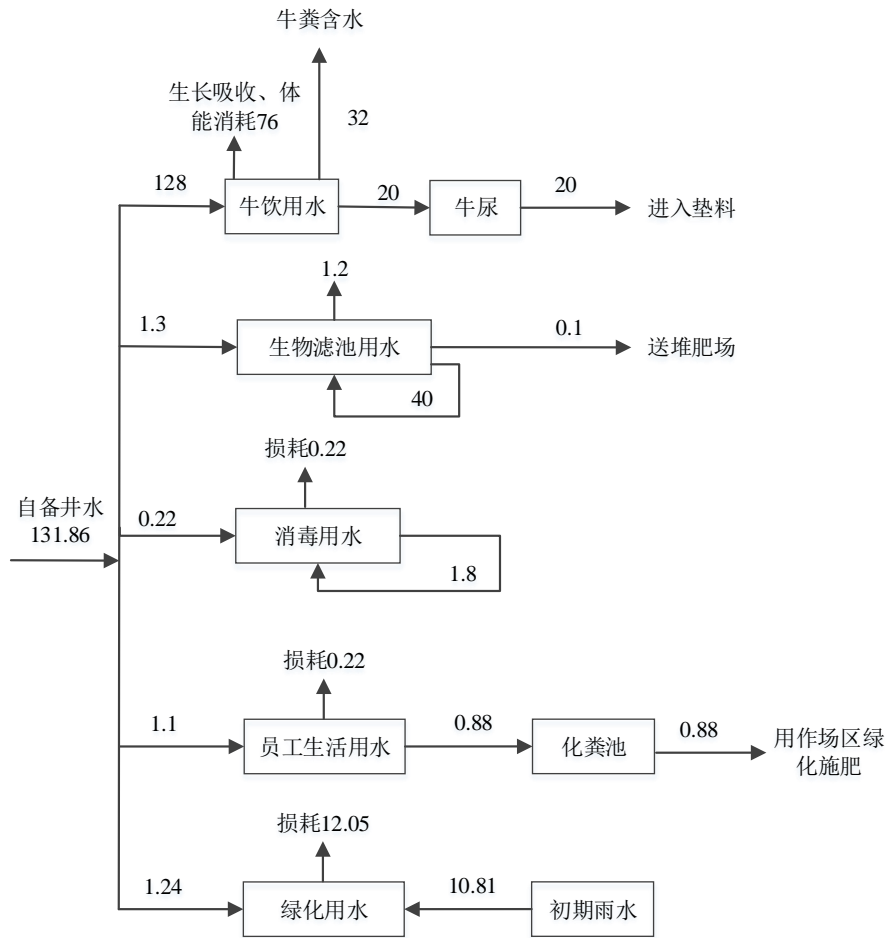 牛粪含水
生长吸收、体
能消耗76
32
128
牛饮用水
20
牛尿
20
进入垫料
1.2
1.3
生物滤池用水
0.1
送堆肥场
40
损耗0.22
自备井水
131.86
0.22
消毒用水
1.8
损耗0.22
1.1
员工生活用水
0.88
化粪池
0.88
用作场区绿
化施肥
损耗12.05
1.24
绿化用水
10.81
初期雨水